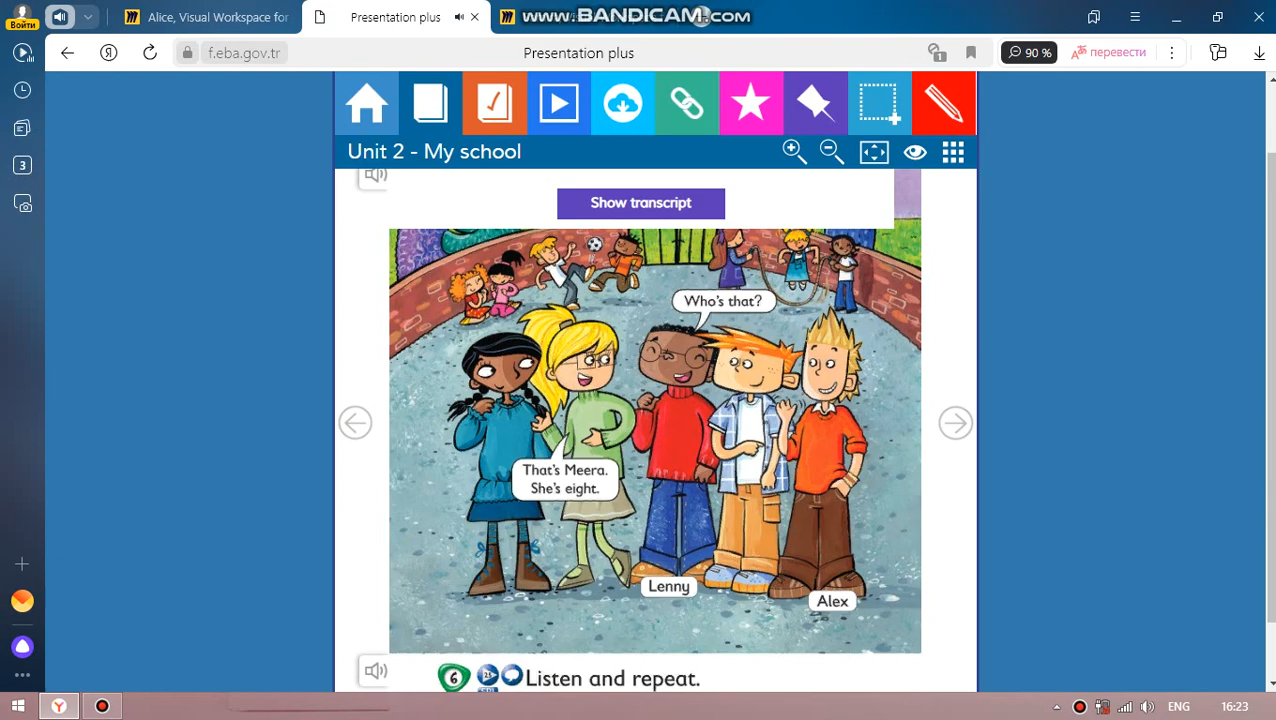 Alice, Visual Workspace for
Presentation plus
WWW.BANDICAM.COM
Войти
f.eba.gov.tr
Presentation plus
1
90 %
перевести
3
Unit 2 - My school
Show transcript
Who's that?
That's Meera.
She's eight.
Lenny
Alex
6
Listen and repeat.
ENG
16:23